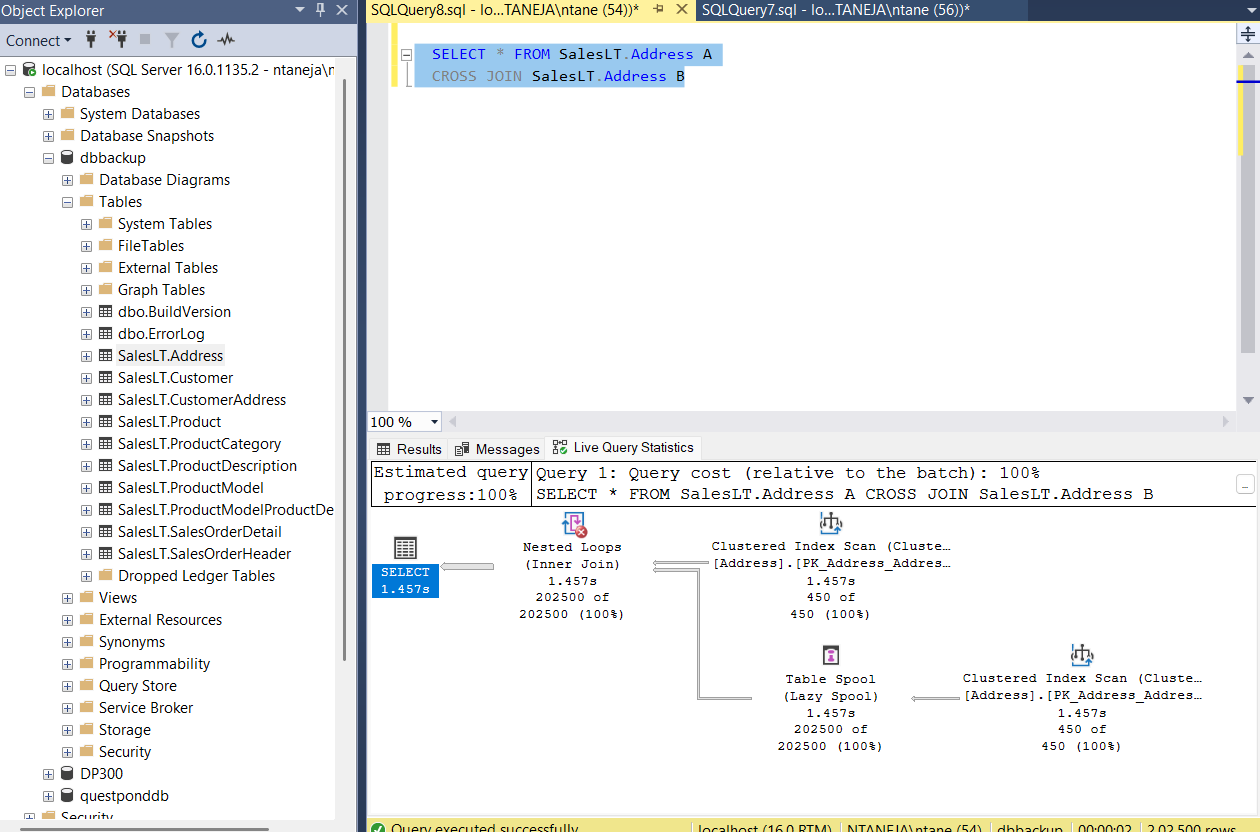 Object Explorer
Connect
localhost (SQL Server 16.0.1135.2 - ntaneja\n
Databases
System Databases
Database Snapshots
dbbackup
Database Diagrams
Tables
System Tables
FileTables
External Tables
Graph Tables
dbo.BuildVersion
dbo.ErrorLog
SalesLT.Address
SalesLT.Customer
SalesLT.CustomerAddress
SalesLT.Product
SalesLT.ProductCategory
SalesLT.ProductDescription
SalesLT.ProductModel
SalesLT.ProductModelProductDe
SalesLT.SalesOrderDetail
SalesLT.SalesOrderHeader
Dropped Ledger Tables
Views
External Resources
Synonyms
Programmability
Query Store
Service Broker
Storage
Security
DP300
questponddb
Security
SQLQuery8.sql - lo...TANEJA\ntane (54))*
SQLQuery7.sql - lo...TANEJA\ntane (56))*
SELECT * FROM SalesLT.Address A
CROSS JOIN SalesLT.Address B
100 %
Results
Messages
Live Query Statistics
Estimated query
progress:100%
Query 1: Query cost (relative to the batch): 100%
SELECT * FROM SalesLT.Address A CROSS JOIN SalesLT.Address B
SELECT
1.457s
Nested Loops
(Inner Join)
1.457s
202500 of
202500 (100%)
Clustered Index Scan (Cluste…
[Address].[PK_Address_Addres…
1.457s
450 of
450 (100%)
Table Spool
(Lazy Spool)
1.457s
202500 of
202500 (100%)
Clustered Index Scan (Cluste…
[Address].[PK_Address_Addres…
1.457s
450 of
450 (100%)
Query executed successfully.
localhost (16.0 RTM)
NTANEJA\ntane (54)
dbbackup
00:00:02
2,02,500 rows